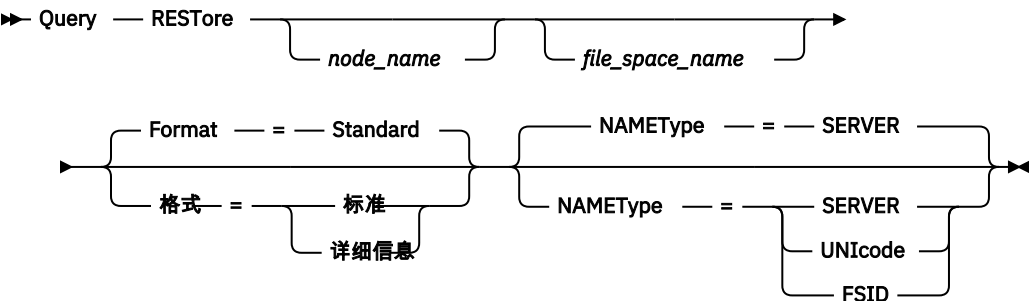 Query RESTore
node_name file_space_name
Format = Standard NAMEType = SERVER
格式 = 标准 NAMEType = SERVER
详细信息 UNIcode
FSID